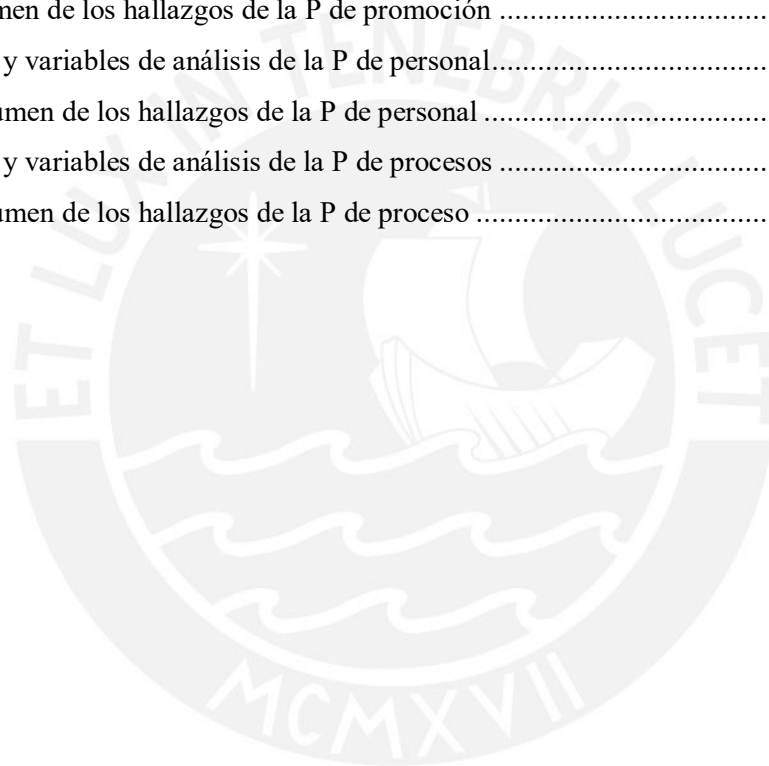 men de los hallazgos de la P de promoción ........................................
y variables de análisis de la P de personal.........................................
umen de los hallazgos de la P de personal ..........................................
y variables de análisis de la P de procesos ........................................
umen de los hallazgos de la P de proceso ...........................................
ET LUX IN TENEBRIS LUCET
MCMXVII